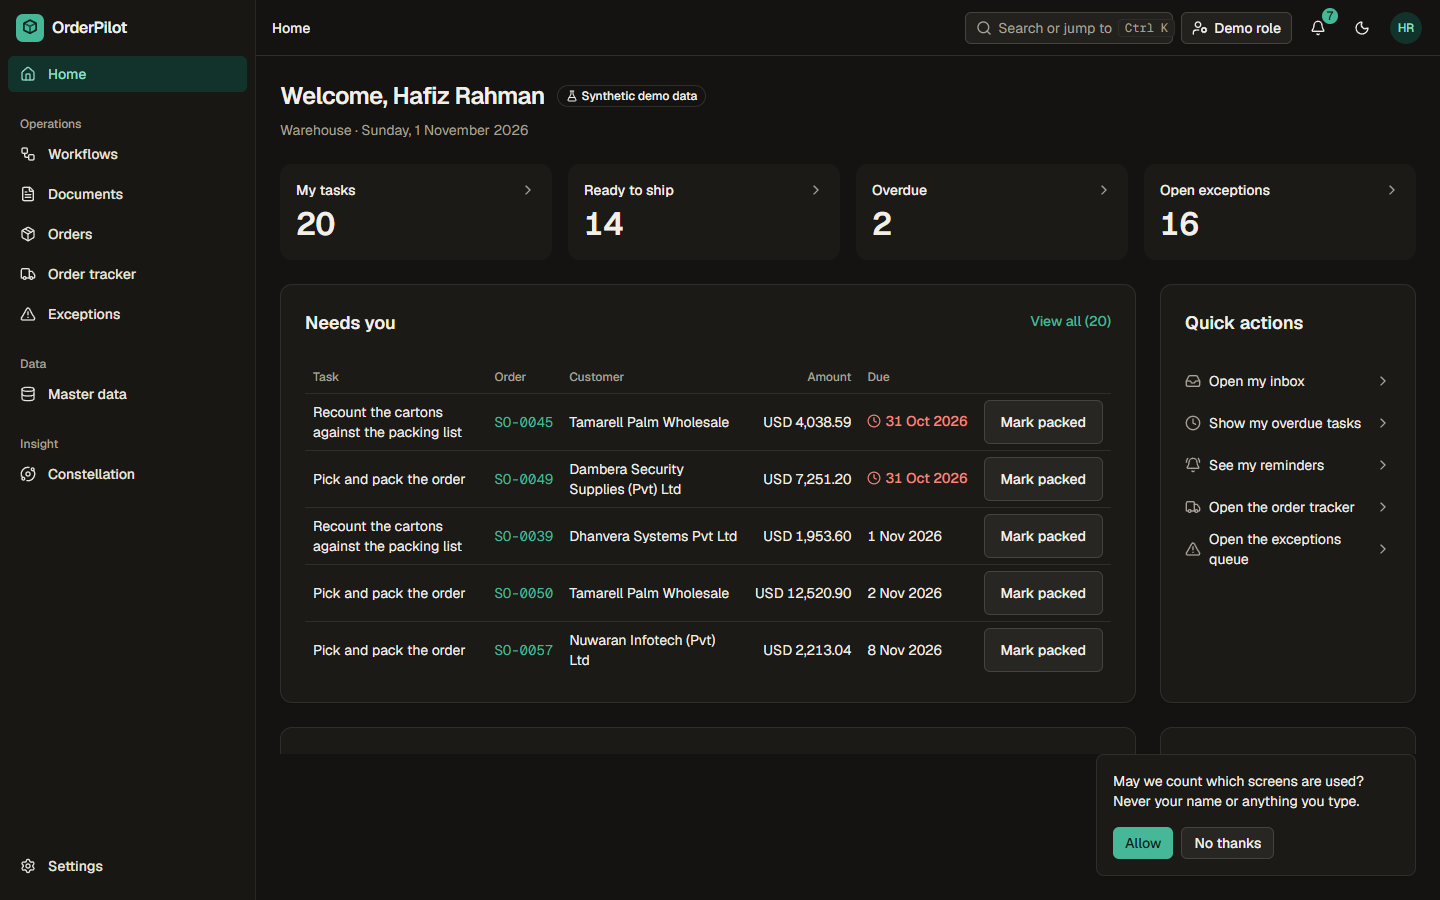 OrderPilot
Home
Operations
Workflows
Documents
Orders
Order tracker
Exceptions
Data
Master data
Insight
Constellation
Settings
Home
Search or jump to Ctrl K
Demo role
7
HR
Welcome, Hafiz Rahman
Synthetic demo data
Warehouse · Sunday, 1 November 2026
My tasks
20
Ready to ship
14
Overdue
2
Open exceptions
16
Needs you
View all (20)
Task Order Customer Amount Due
Recount the cartons
against the packing list SO-0045 Tamarell Palm Wholesale USD 4,038.59 31 Oct 2026 Mark packed
Pick and pack the order SO-0049 Dambera Security
Supplies (Pvt) Ltd USD 7,251.20 31 Oct 2026 Mark packed
Recount the cartons
against the packing list SO-0039 Dhanvera Systems Pvt Ltd USD 1,953.60 1 Nov 2026 Mark packed
Pick and pack the order SO-0050 Tamarell Palm Wholesale USD 12,520.90 2 Nov 2026 Mark packed
Pick and pack the order SO-0057 Nuwaran Infotech (Pvt)
Ltd USD 2,213.04 8 Nov 2026 Mark packed
Quick actions
Open my inbox
Show my overdue tasks
See my reminders
Open the order tracker
Open the exceptions
queue
May we count which screens are used?
Never your name or anything you type.
Allow
No thanks